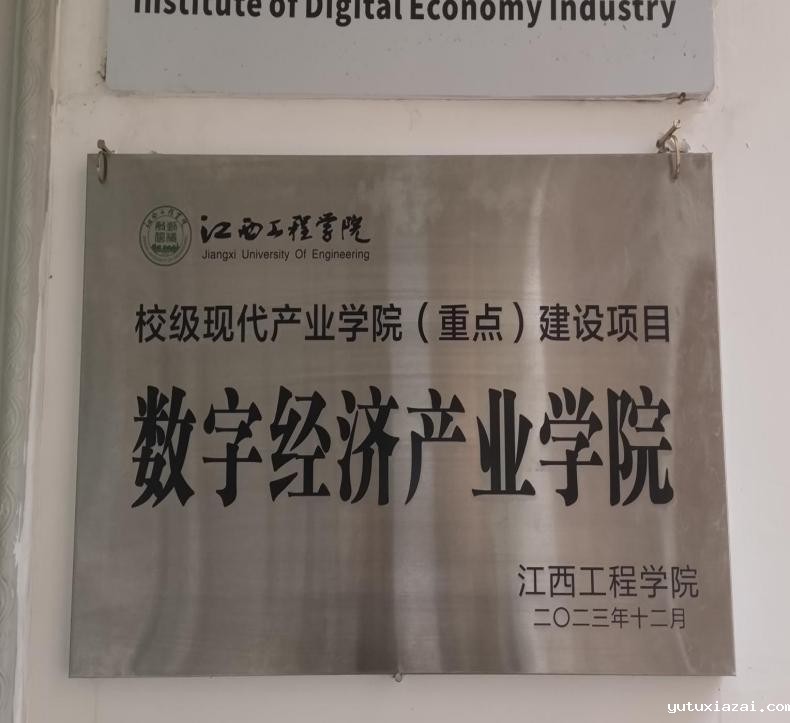 Institute of Digital Economy Industry
江西工程学院
Jiangxi University Of Engineering
校级现代产业学院（重点）建设项目
数字经济产业学院
江西工程学院
二〇二三年十二月
yutuxiazai.com